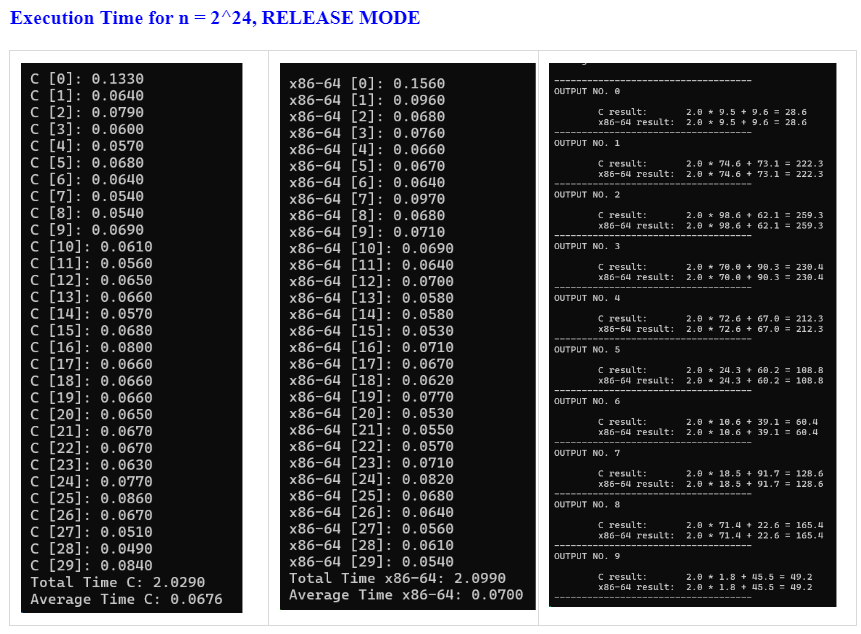 Execution Time for n = 2^24, RELEASE MODE
C [0]: 0.1330
C [1]: 0.0640
C [2]: 0.0790
C [3]: 0.0600
C [4]: 0.0570
C [5]: 0.0680
C [6]: 0.0640
C [7]: 0.0540
C [8]: 0.0540
C [9]: 0.0690
C [10]: 0.0610
C [11]: 0.0560
C [12]: 0.0650
C [13]: 0.0660
C [14]: 0.0570
C [15]: 0.0680
C [16]: 0.0800
C [17]: 0.0660
C [18]: 0.0660
C [19]: 0.0660
C [20]: 0.0650
C [21]: 0.0670
C [22]: 0.0670
C [23]: 0.0630
C [24]: 0.0770
C [25]: 0.0860
C [26]: 0.0670
C [27]: 0.0510
C [28]: 0.0490
C [29]: 0.0840
Total Time C: 2.0290
Average Time C: 0.0676
x86-64 [0]: 0.1560
x86-64 [1]: 0.0960
x86-64 [2]: 0.0680
x86-64 [3]: 0.0760
x86-64 [4]: 0.0660
x86-64 [5]: 0.0670
x86-64 [6]: 0.0640
x86-64 [7]: 0.0970
x86-64 [8]: 0.0680
x86-64 [9]: 0.0710
x86-64 [10]: 0.0690
x86-64 [11]: 0.0640
x86-64 [12]: 0.0700
x86-64 [13]: 0.0580
x86-64 [14]: 0.0580
x86-64 [15]: 0.0530
x86-64 [16]: 0.0710
x86-64 [17]: 0.0670
x86-64 [18]: 0.0620
x86-64 [19]: 0.0770
x86-64 [20]: 0.0530
x86-64 [21]: 0.0550
x86-64 [22]: 0.0570
x86-64 [23]: 0.0710
x86-64 [24]: 0.0820
x86-64 [25]: 0.0680
x86-64 [26]: 0.0640
x86-64 [27]: 0.0560
x86-64 [28]: 0.0610
x86-64 [29]: 0.0540
Total Time x86-64: 2.0990
Average Time x86-64: 0.0700
OUTPUT NO. 0
C result: 2.0 * 9.5 + 9.6 = 28.6
x86-64 result: 2.0 * 9.5 + 9.6 = 28.6
OUTPUT NO. 1
C result: 2.0 * 74.6 + 73.1 = 222.3
x86-64 result: 2.0 * 74.6 + 73.1 = 222.3
OUTPUT NO. 2
C result: 2.0 * 98.6 + 62.1 = 259.3
x86-64 result: 2.0 * 98.6 + 62.1 = 259.3
OUTPUT NO. 3
C result: 2.0 * 70.0 + 90.3 = 230.4
x86-64 result: 2.0 * 70.0 + 90.3 = 230.4
OUTPUT NO. 4
C result: 2.0 * 72.6 + 67.0 = 212.3
x86-64 result: 2.0 * 72.6 + 67.0 = 212.3
OUTPUT NO. 5
C result: 2.0 * 24.3 + 60.2 = 108.8
x86-64 result: 2.0 * 24.3 + 60.2 = 108.8
OUTPUT NO. 6
C result: 2.0 * 10.6 + 39.1 = 60.4
x86-64 result: 2.0 * 10.6 + 39.1 = 60.4
OUTPUT NO. 7
C result: 2.0 * 18.5 + 91.7 = 128.6
x86-64 result: 2.0 * 18.5 + 91.7 = 128.6
OUTPUT NO. 8
C result: 2.0 * 71.4 + 22.6 = 165.4
x86-64 result: 2.0 * 71.4 + 22.6 = 165.4
OUTPUT NO. 9
C result: 2.0 * 1.8 + 45.5 = 49.2
x86-64 result: 2.0 * 1.8 + 45.5 = 49.2